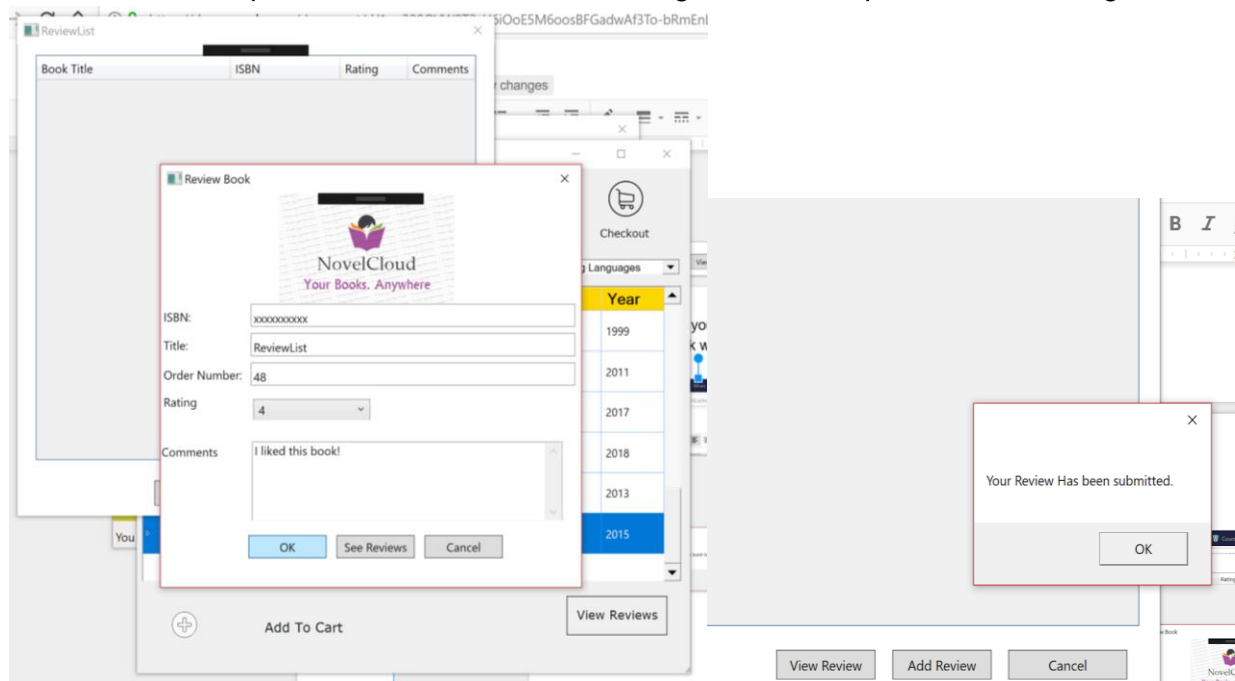 iOoE5M6oosBFGadwAf3To-bRmEnl
ReviewList
Book Title ISBN Rating Comments
changes
Review Book
NovelCloud
Your Books. Anywhere
Checkout
Languages
Year
ISBN: xxxxxxxxxx
1999
Title: ReviewList
Order Number: 48
2011
Rating 4
2017
Comments I liked this book!
2018
2013
You
2015
OK See Reviews Cancel
Add To Cart
View Reviews
B I
Your Review Has been submitted.
OK
View Review Add Review Cancel